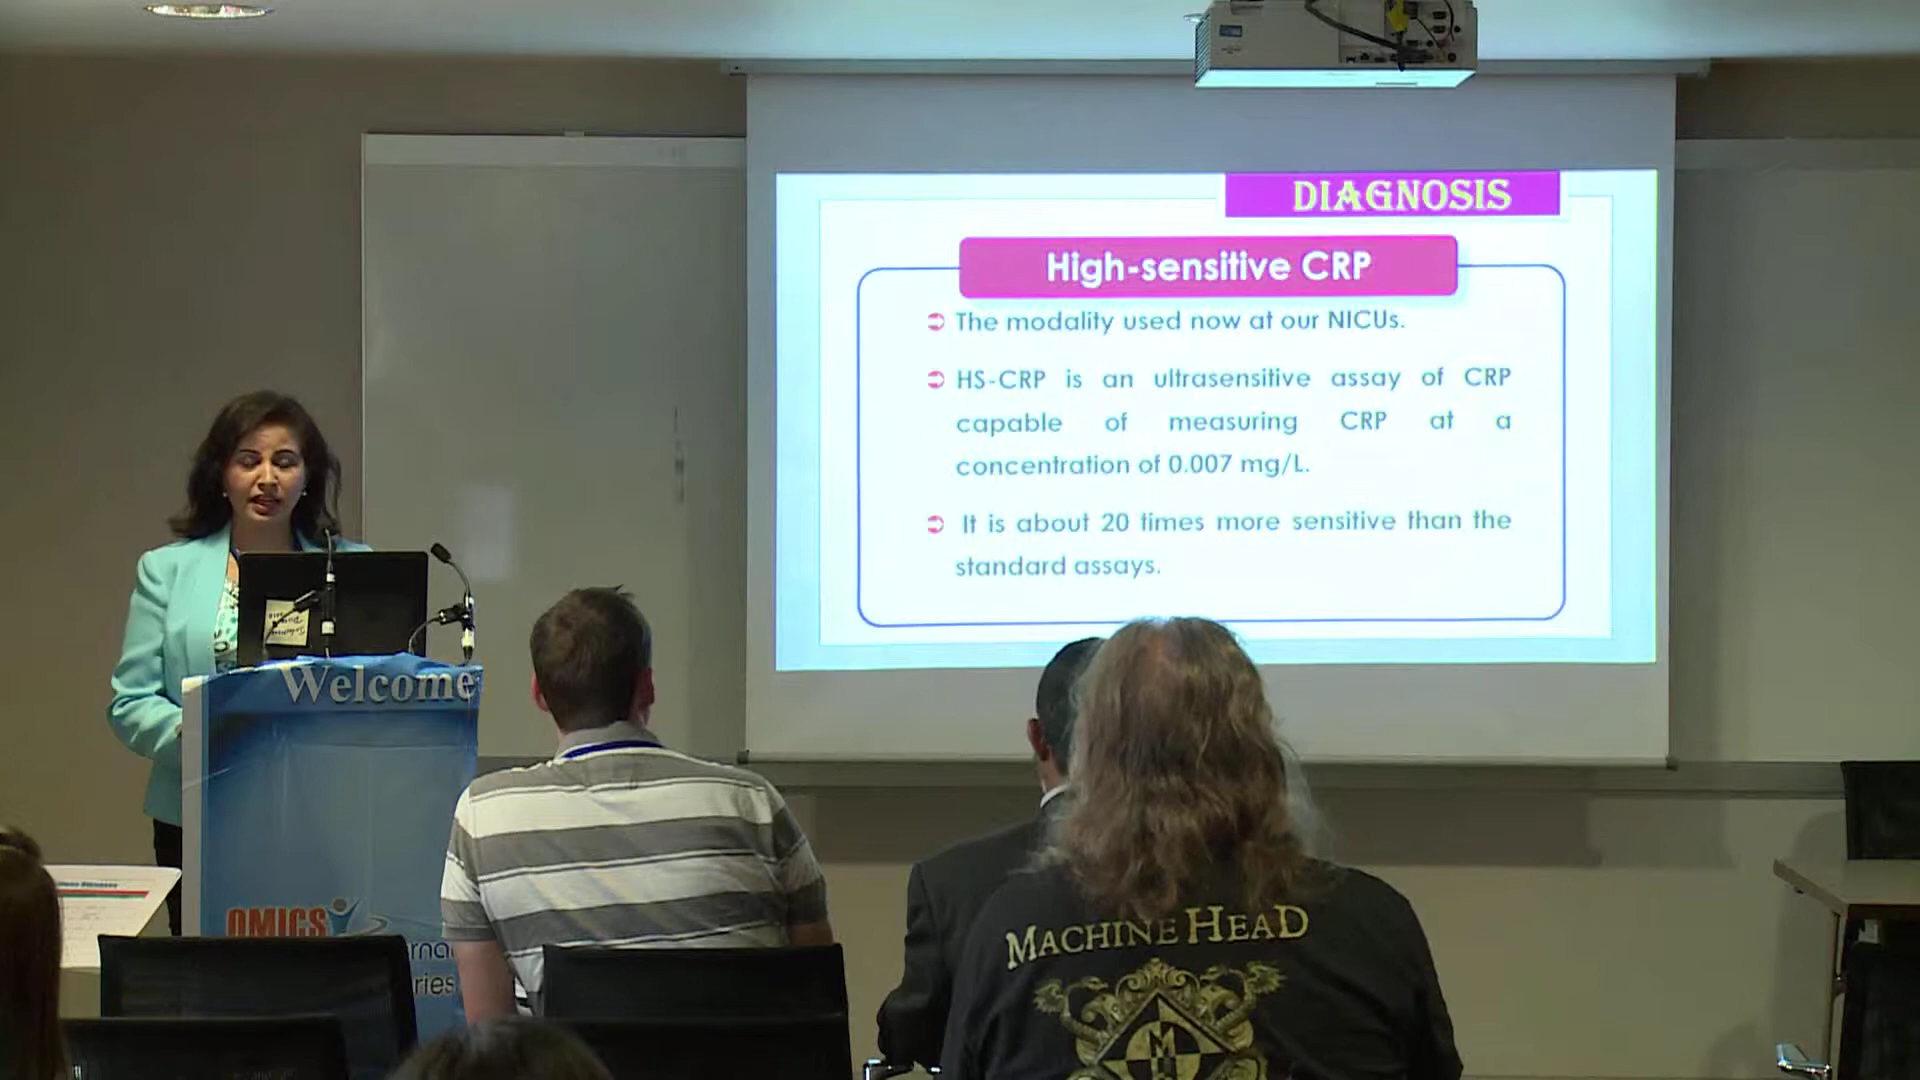 DIAGNOSIS
High-sensitive CRP
The modality used now at our NICUs.
HS-CRP is an ultrasensitive assay of CRP
capable of measuring CRP at a
concentration of 0.007 mg/L.
It is about 20 times more sensitive than the
standard assays.
Welcome
OMICS
MACHINE HEAD